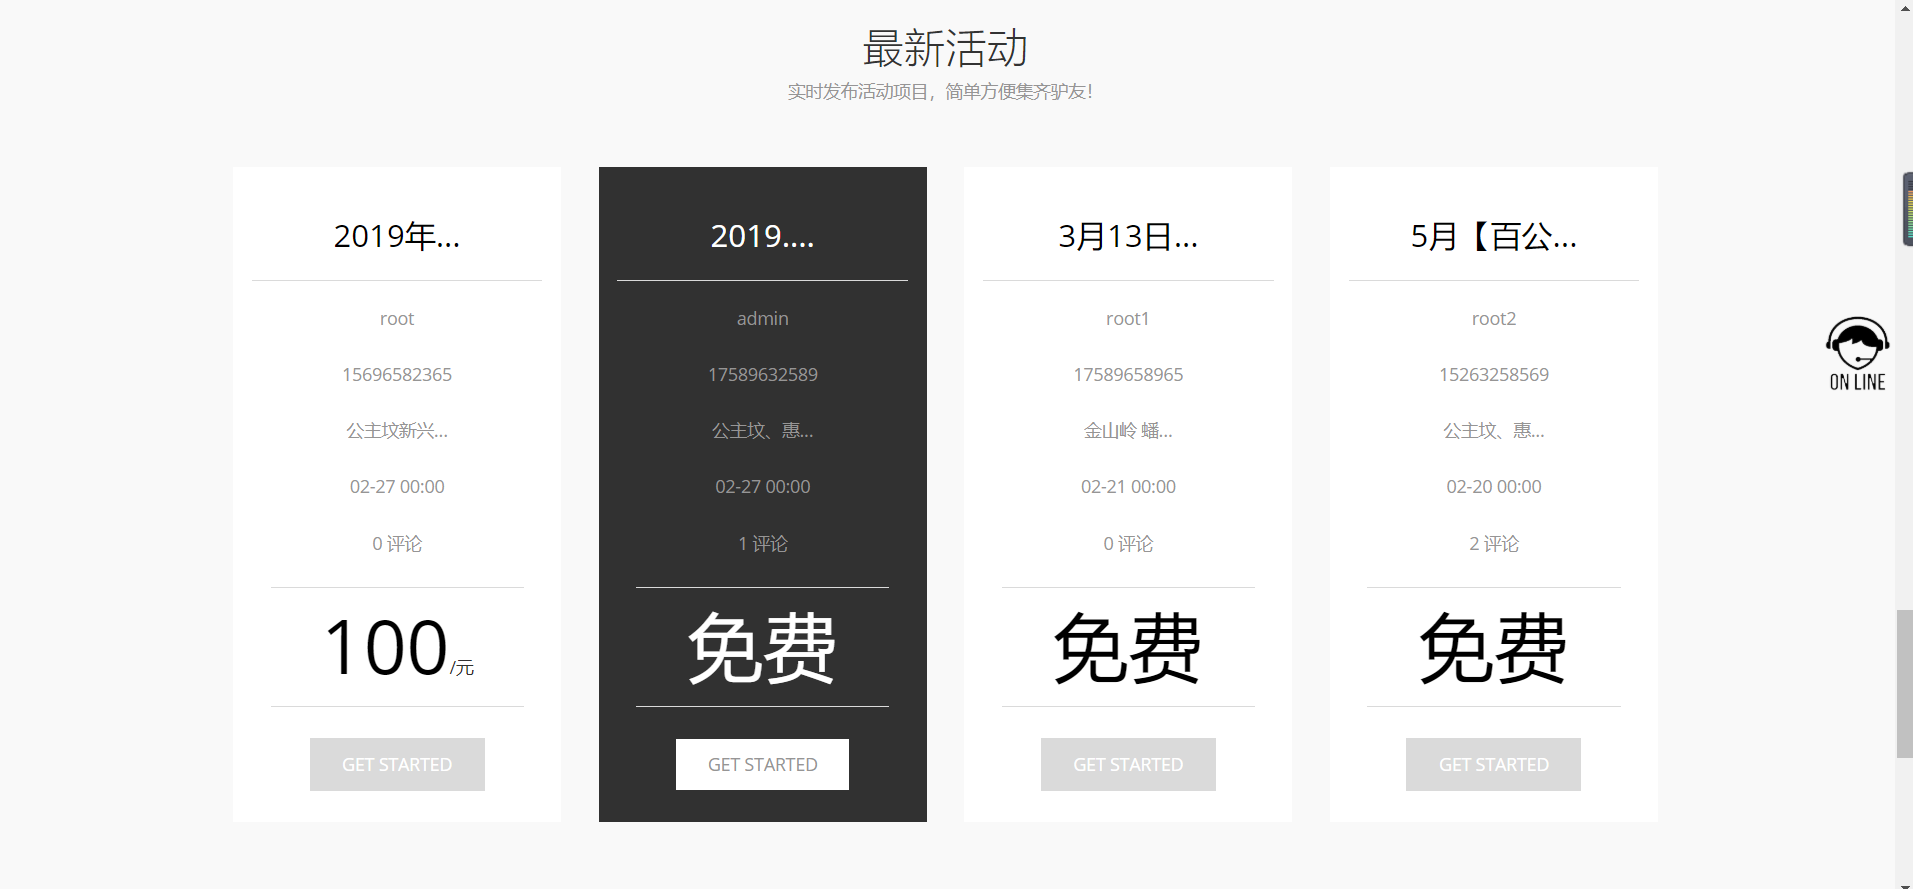 最新活动
实时发布活动项目，简单方便集齐驴友！
2019年...
root
15696582365
公主坟新兴...
02-27 00:00
0 评论
100/元
GET STARTED
2019....
admin
17589632589
公主坟、惠...
02-27 00:00
1 评论
免费
GET STARTED
3月13日...
root1
17589658965
金山岭 蟠...
02-21 00:00
0 评论
免费
GET STARTED
5月【百公...
root2
15263258569
公主坟、惠...
02-20 00:00
2 评论
免费
GET STARTED
ON LINE